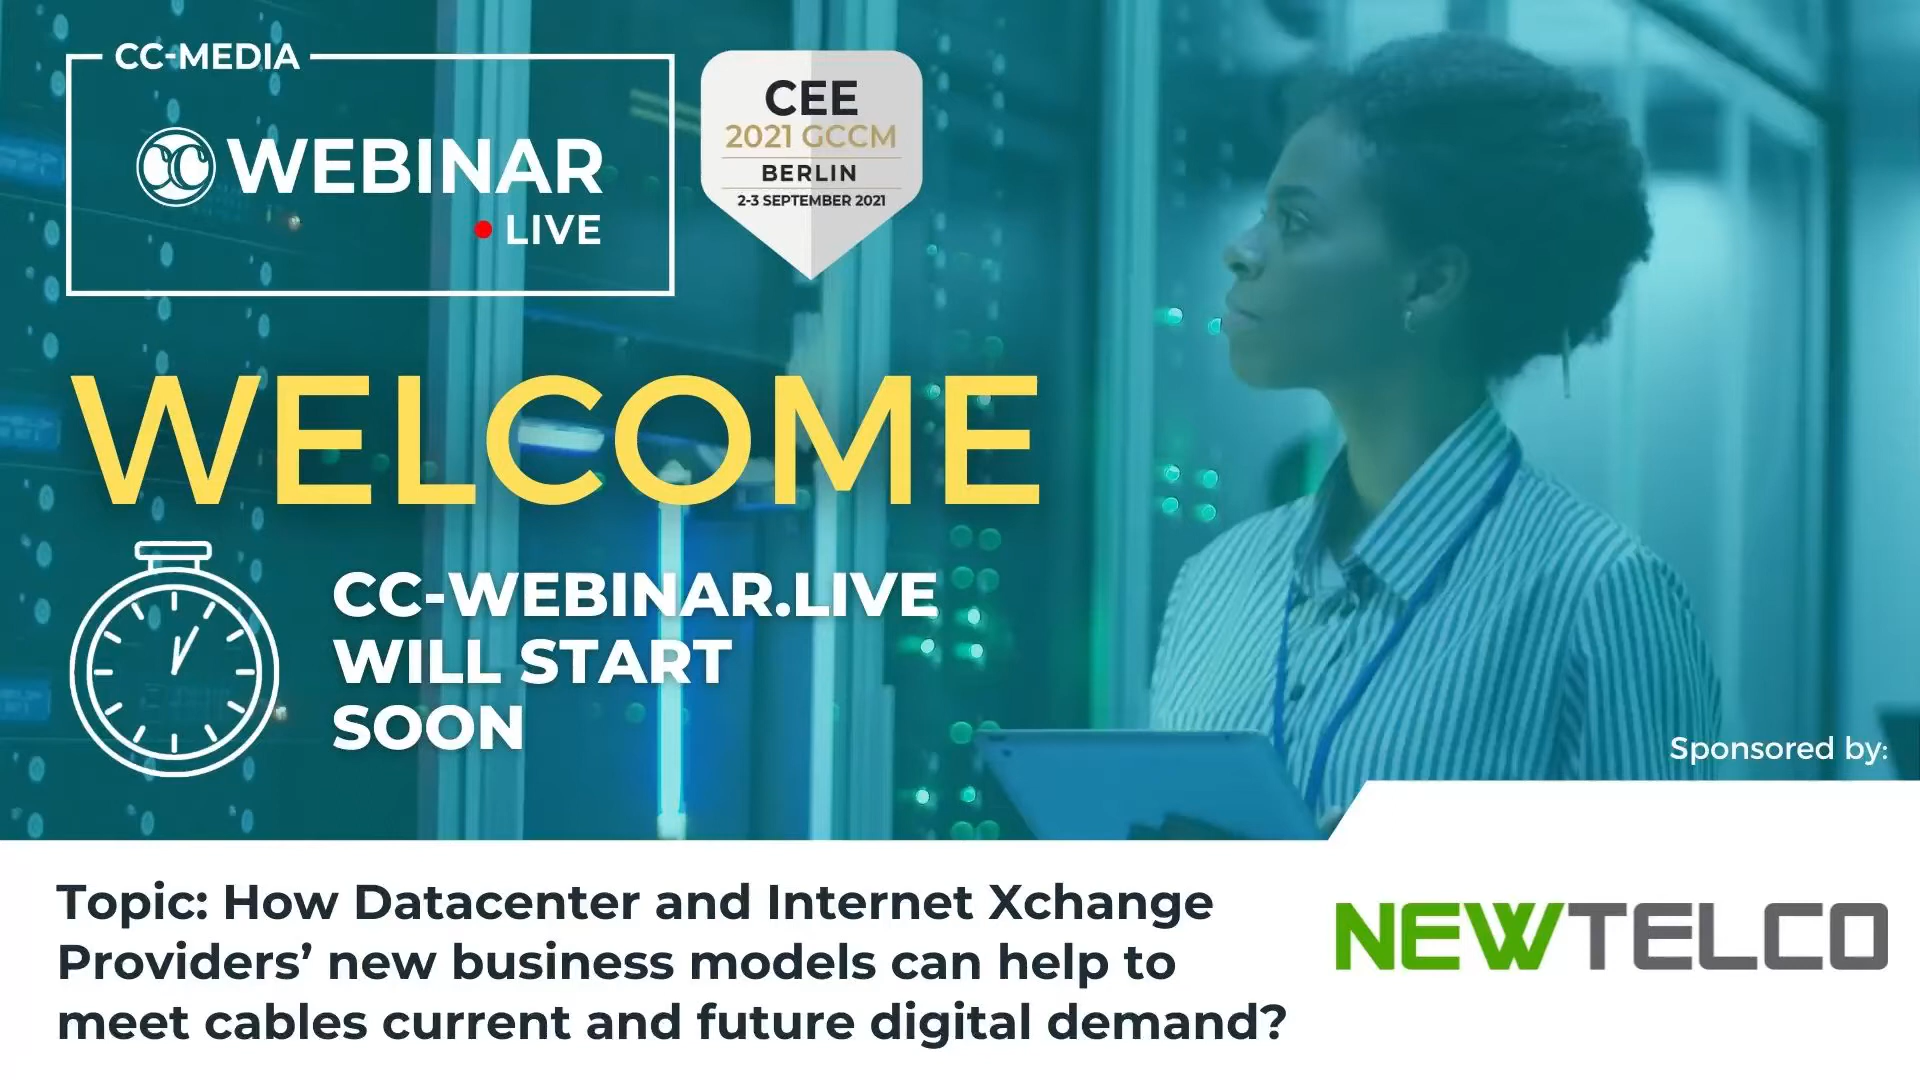 CC-MEDIA
WEBINAR
LIVE
CEE
2021 GCCM
BERLIN
2-3 SEPTEMBER 2021
WELCOME
CC-WEBINAR.LIVE
WILL START
SOON
Sponsored by:
Topic: How Datacenter and Internet Xchange
Providers’ new business models can help to
meet cables current and future digital demand?
NEWTELCO